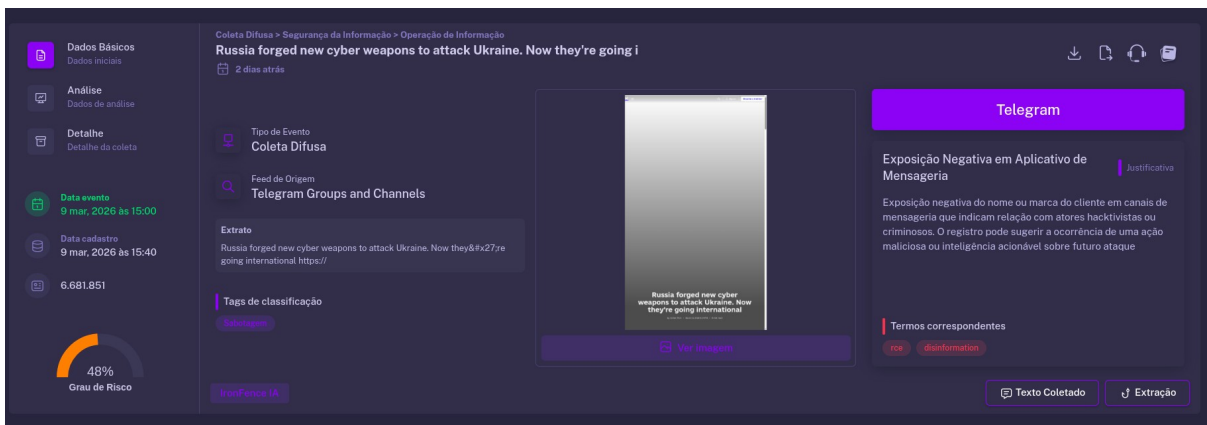 Dados Básicos
Dados iniciais
Análise
Dados de análise
Detalhe
Detalhe da coleta
Data evento
9 mar, 2026 às 15:00
Data cadastro
9 mar, 2026 às 15:40
6.681.851
48%
Grau de Risco
Coleta Difusa > Segurança da Informação > Operação de Informação
Russia forged new cyber weapons to attack Ukraine. Now they're going i
2 dias atrás
Tipo de Evento
Coleta Difusa
Feed de Origem
Telegram Groups and Channels
Extrato
Russia forged new cyber weapons to attack Ukraine. Now they&#x27;re
going international https://
Tags de classificação
IronFence IA
Russia forged new cyber
weapons to attack Ukraine. Now
they're going international
Ver imagem
Telegram
Exposição Negativa em Aplicativo de
Mensageria
Justificativa
Exposição negativa do nome ou marca do cliente em canais de
mensageria que indicam relação com atores hacktivistas ou
criminosos. O registro pode sugerir a ocorrência de uma ação
maliciosa ou inteligência acionável sobre futuro ataque
Termos correspondentes
rce
disinformation
Texto Coletado
Extração